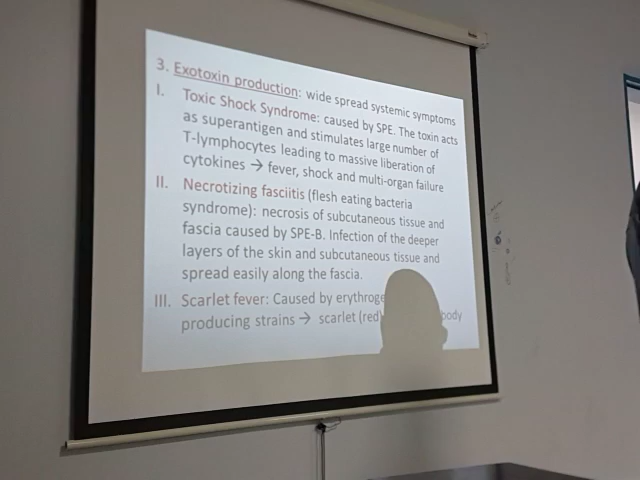 3. Exotoxin production: wide spread systemic symptoms
I. Toxic Shock Syndrome: caused by SPE. The toxin acts
as superantigen and stimulates large number of
T-lymphocytes leading to massive liberation of
cytokines → fever, shock and multi-organ failure
II. Necrotizing fasciitis (flesh eating bacteria
syndrome): necrosis of subcutaneous tissue and
fascia caused by SPE-B. Infection of the deeper
layers of the skin and subcutaneous tissue and
spread easily along the fascia.
III. Scarlet fever: Caused by erythroge
producing strains → scarlet (red) body